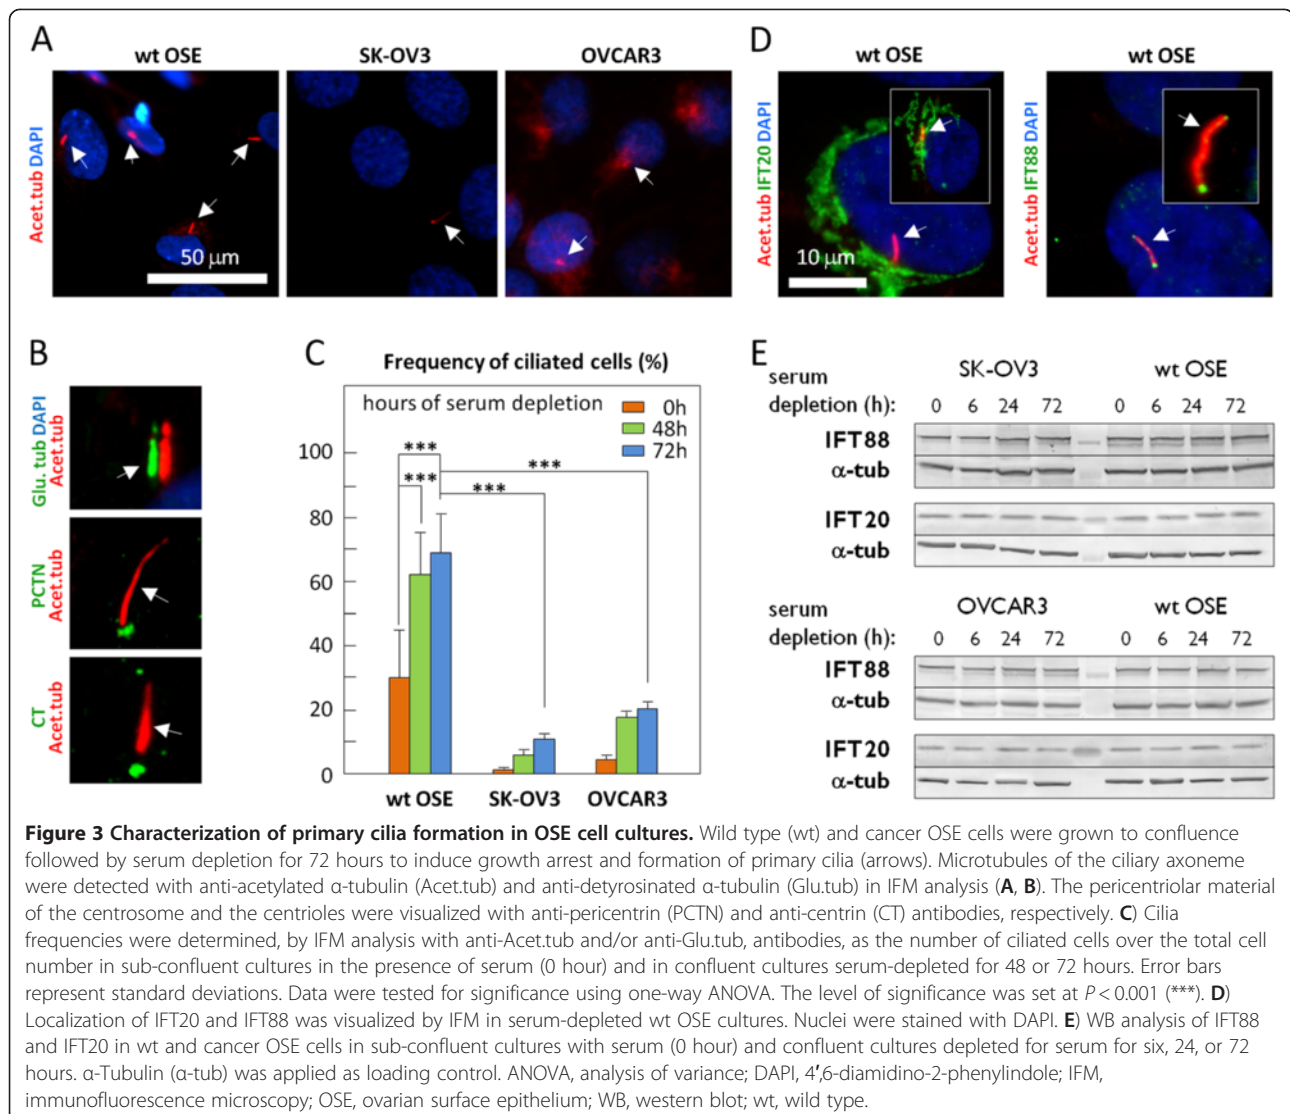 A
wt OSE
SK-OV3
OVCAR3
Acet.tub DAPI
50 µm
D
wt OSE
wt OSE
Acet.tub IFT20 DAPI
10 µm
Acet.tub IFT88 DAPI
B
Glu.tub DAPI
Acet.tub
PCTN
Acet.tub
CT
Acet.tub
C
Frequency of ciliated cells (%)
hours of serum depletion
0h
48h
72h
100
80
60
40
20
0
***
***
***
***
wt OSE
SK-OV3
OVCAR3
E
serum
depletion (h):
SK-OV3
wt OSE
0 6 24 72
0 6 24 72
IFT88
α-tub
IFT20
α-tub
serum
depletion (h):
OVCAR3
wt OSE
0 6 24 72
0 6 24 72
IFT88
α-tub
IFT20
α-tub
Figure 3 Characterization of primary cilia formation in OSE cell cultures. Wild type (wt) and cancer OSE cells were grown to confluence
followed by serum depletion for 72 hours to induce growth arrest and formation of primary cilia (arrows). Microtubules of the ciliary axoneme
were detected with anti-acetylated α-tubulin (Acet.tub) and anti-detyrosinated α-tubulin (Glu.tub) in IFM analysis (A, B). The pericentriolar material
of the centrosome and the centrioles were visualized with anti-pericentrin (PCTN) and anti-centrin (CT) antibodies, respectively. C) Cilia
frequencies were determined, by IFM analysis with anti-Acet.tub and/or anti-Glu.tub, antibodies, as the number of ciliated cells over the total cell
number in sub-confluent cultures in the presence of serum (0 hour) and in confluent cultures serum-depleted for 48 or 72 hours. Error bars
represent standard deviations. Data were tested for significance using one-way ANOVA. The level of significance was set at P < 0.001 (***). D)
Localization of IFT20 and IFT88 was visualized by IFM in serum-depleted wt OSE cultures. Nuclei were stained with DAPI. E) WB analysis of IFT88
and IFT20 in wt and cancer OSE cells in sub-confluent cultures with serum (0 hour) and confluent cultures depleted for serum for six, 24, or 72
hours. α-Tubulin (α-tub) was applied as loading control. ANOVA, analysis of variance; DAPI, 4′,6-diamidino-2-phenylindole; IFM,
immunofluorescence microscopy; OSE, ovarian surface epithelium; WB, western blot; wt, wild type.